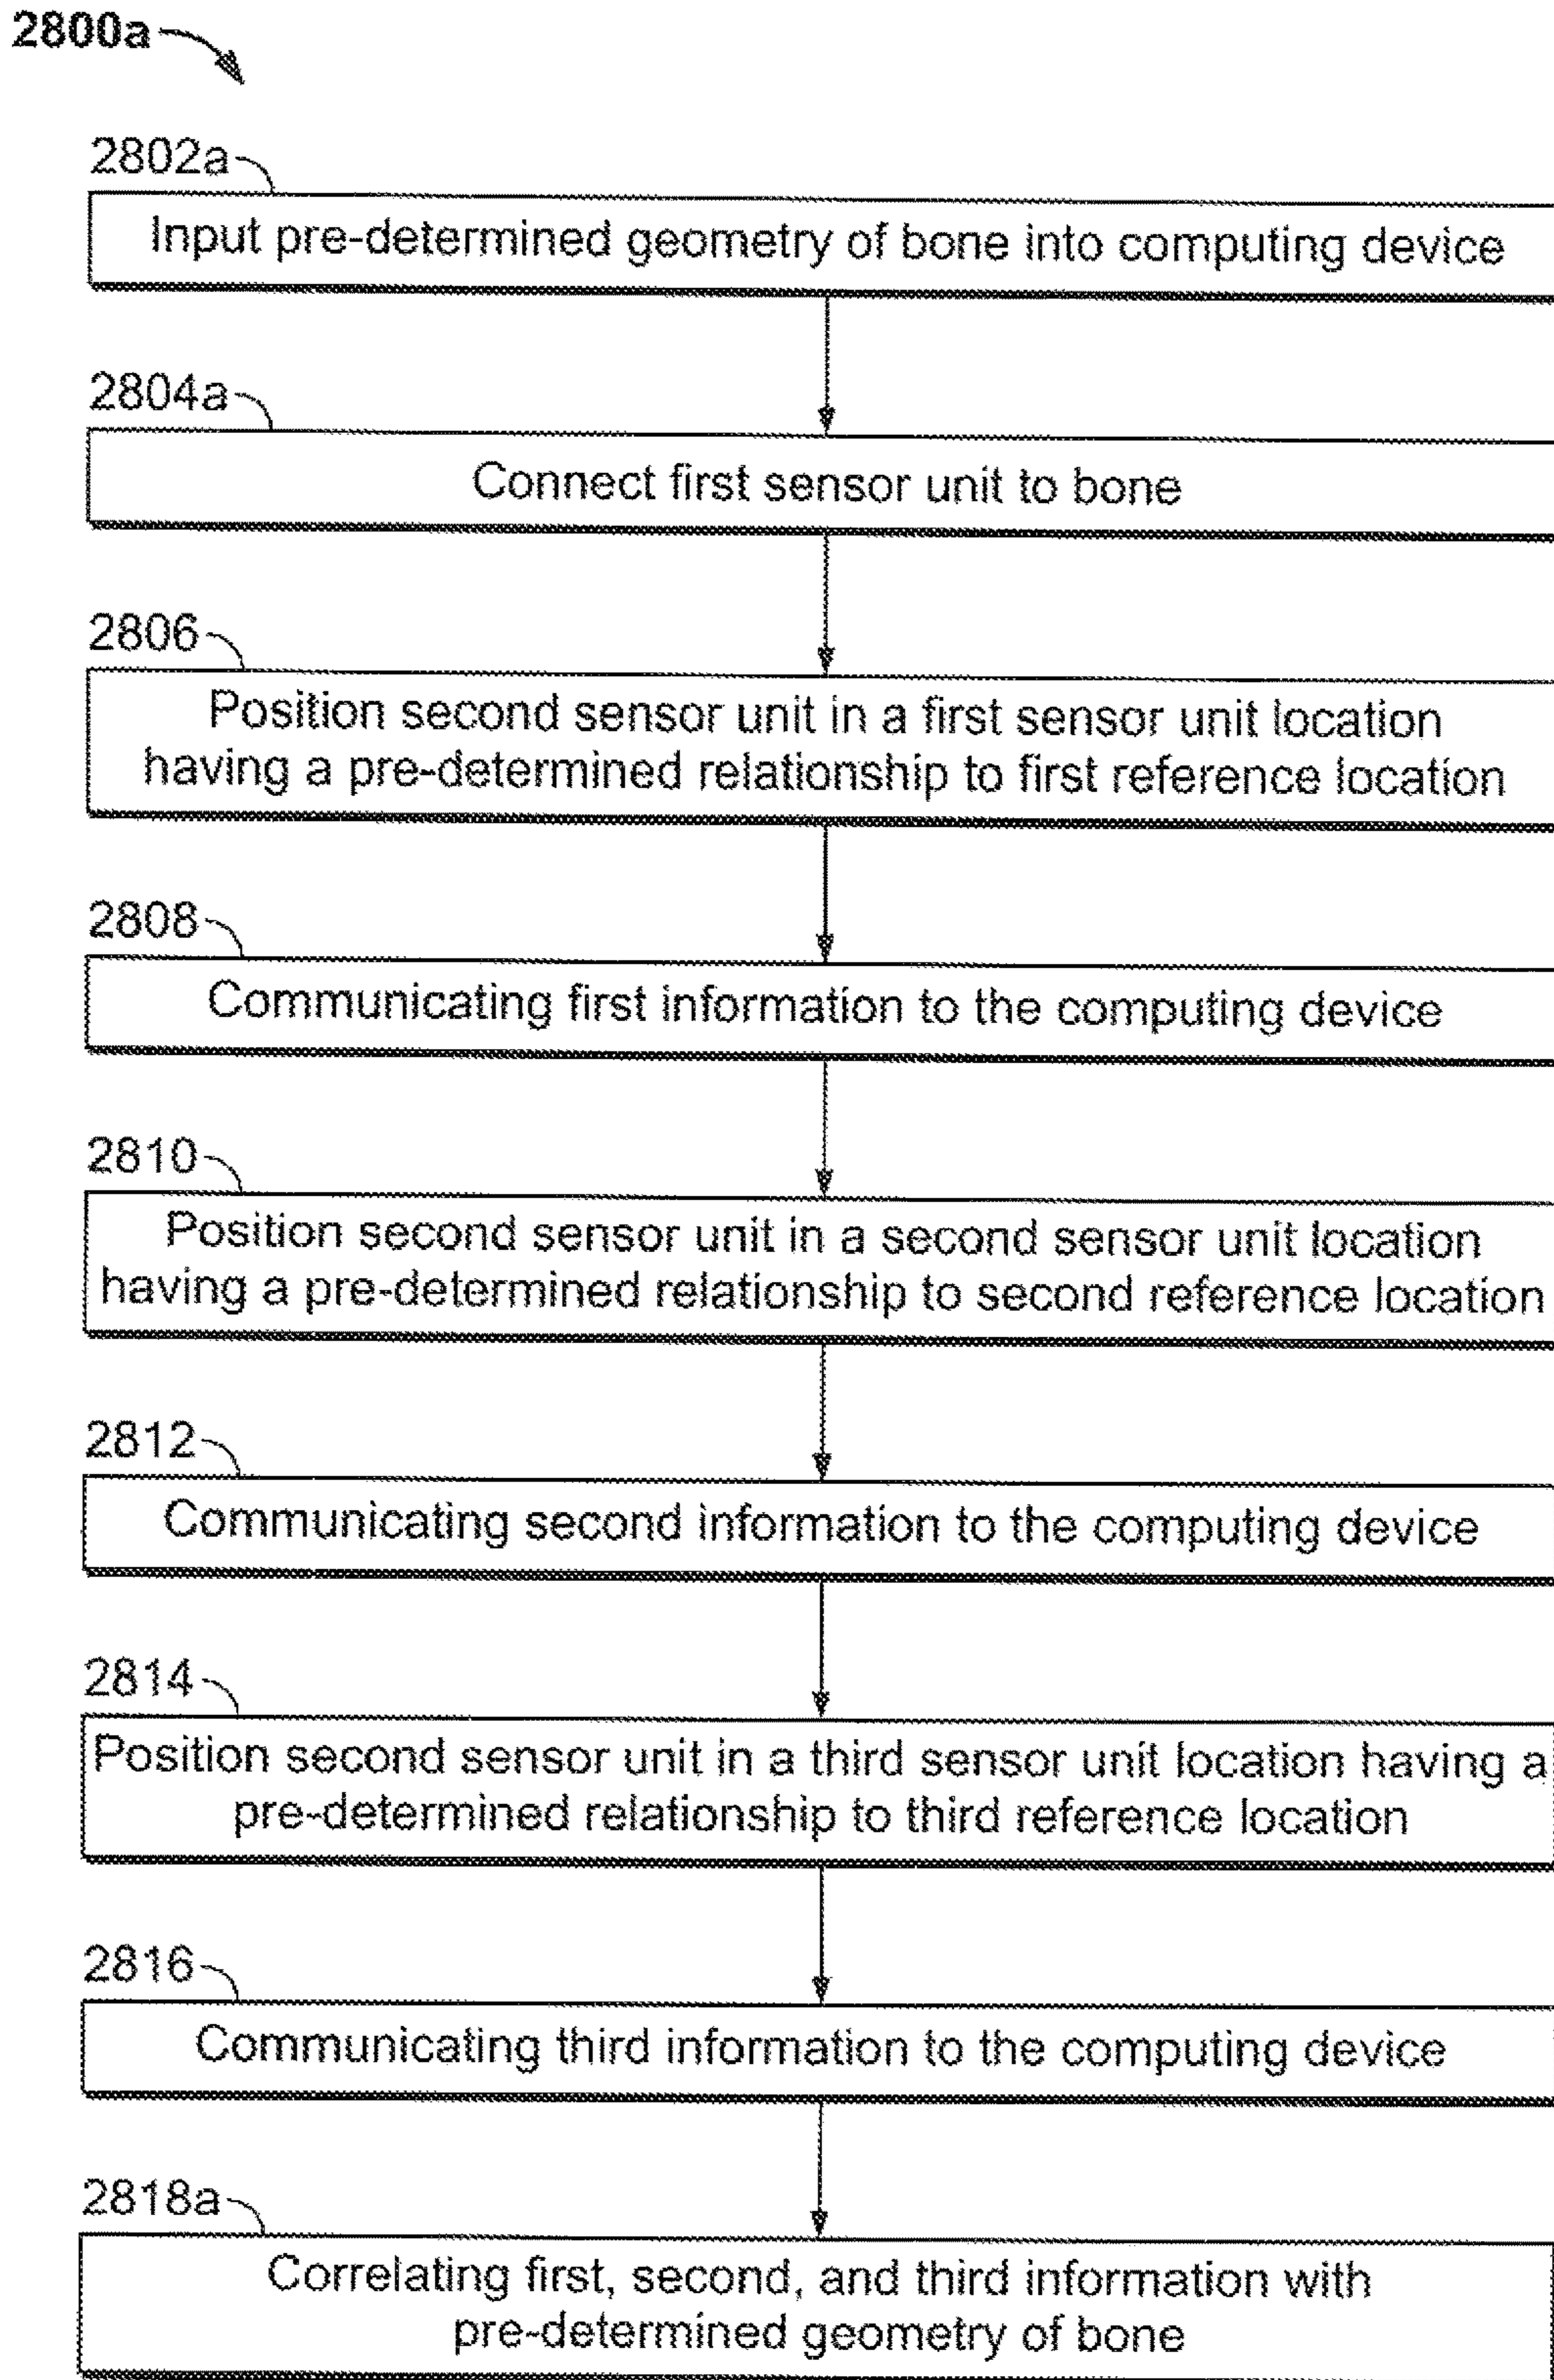 2800a
2802a
Input pre-determined geometry of bone into computing device
2804a
Connect first sensor unit to bone
2806
Position second sensor unit in a first sensor unit location
having a pre-determined relationship to first reference location
2808
Communicating first information to the computing device
2810
Position second sensor unit in a second sensor unit location
having a pre-determined relationship to second reference location
2812
Communicating second information to the computing device
2814
Position second sensor unit in a third sensor unit location having a
pre-determined relationship to third reference location
2816
Communicating third information to the computing device
2818a
Correlating first, second, and third information with
pre-determined geometry of bone